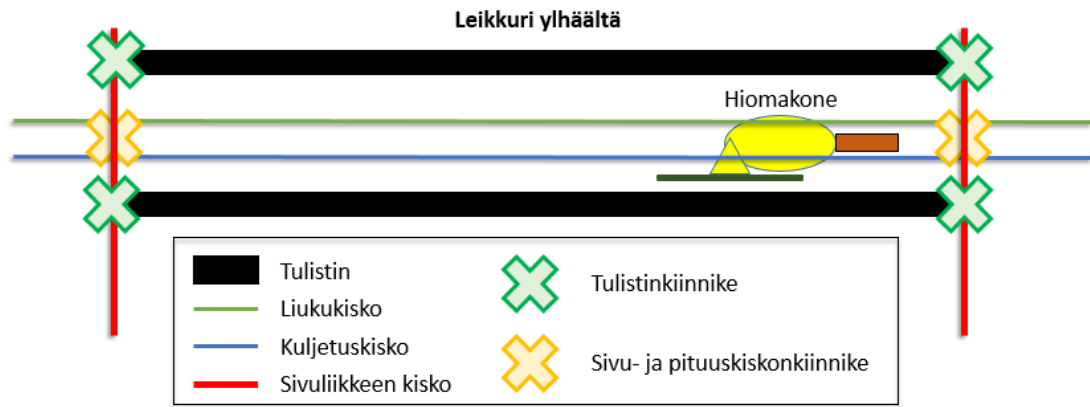 Leikkuri ylhäältä
Hiomakone
Tulistin
Liukukisko
Kuljetuskisko
Sivuliikkeen kisko
Tulistinkiinnike
Sivu- ja pituuskiskonkiinnike